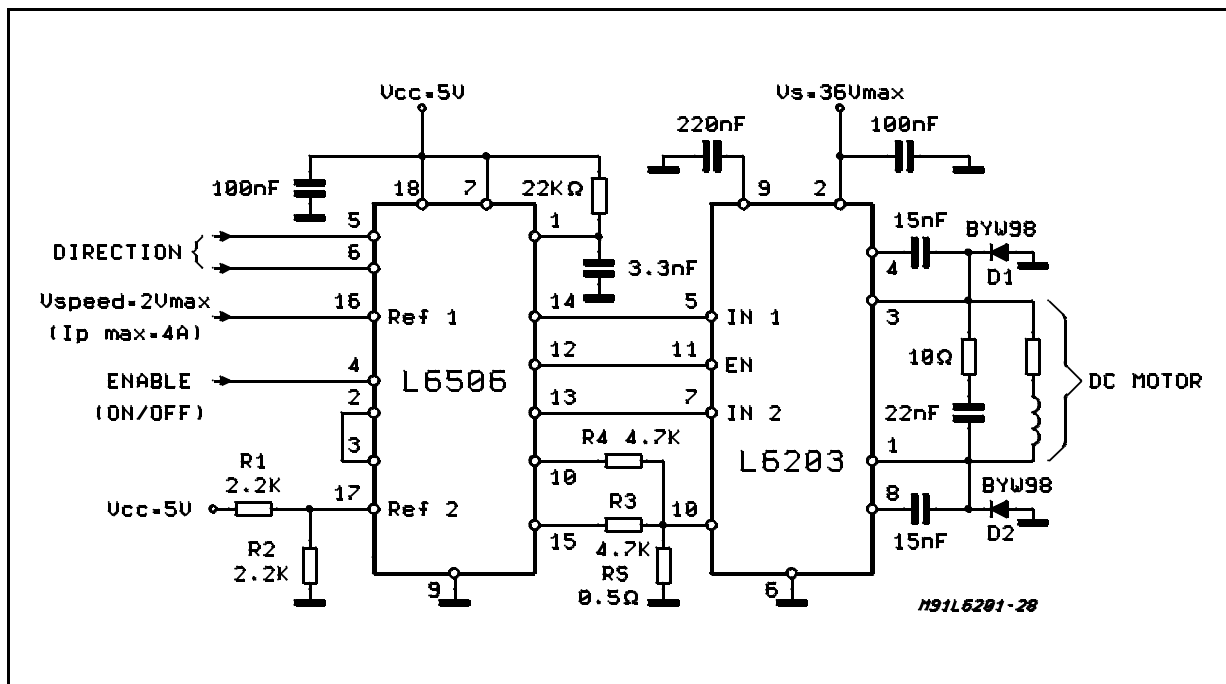 Vcc=5V
Vs=36Vmax
220nF
100nF
100nF
18
7
22KΩ
9
2
5
1
15nF
BYW98
DIRECTION {
6
3.3nF
4
D1
Vspeed=2Vmax
16
Ref 1
14
5
IN 1
3
(Ip max=4A)
12
11
EN
10Ω
ENABLE
4
L6506
DC MOTOR
(ON/OFF)
2
13
7
IN 2
22nF
3
R4 4.7K
L6203
1
R1
10
2.2K
R3
8
BYW98
Vcc=5V
17
Ref 2
10
R2
15
4.7K
15nF
D2
2.2K
RS
9
0.5Ω
6
M91L6201-28